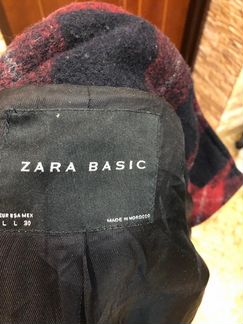 ZARA BASIC
EUR USA MEX
L L 30
MADE IN MOROCCO